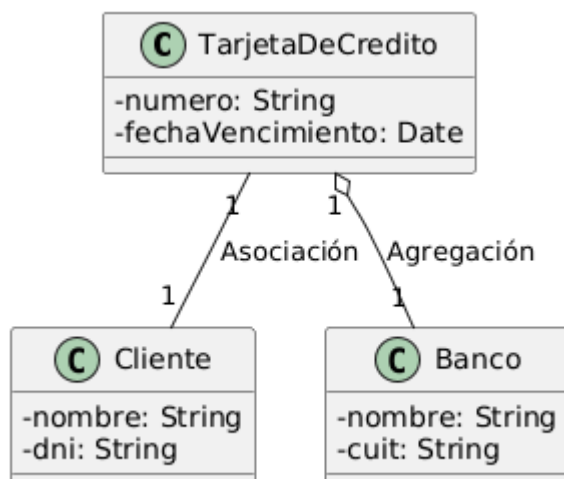 C TarjetaDeCredito
-numero: String
-fechaVencimiento: Date
1
1
Asociación
Agregación
1
1
C Cliente
-nombre: String
-dni: String
C Banco
-nombre: String
-cuit: String